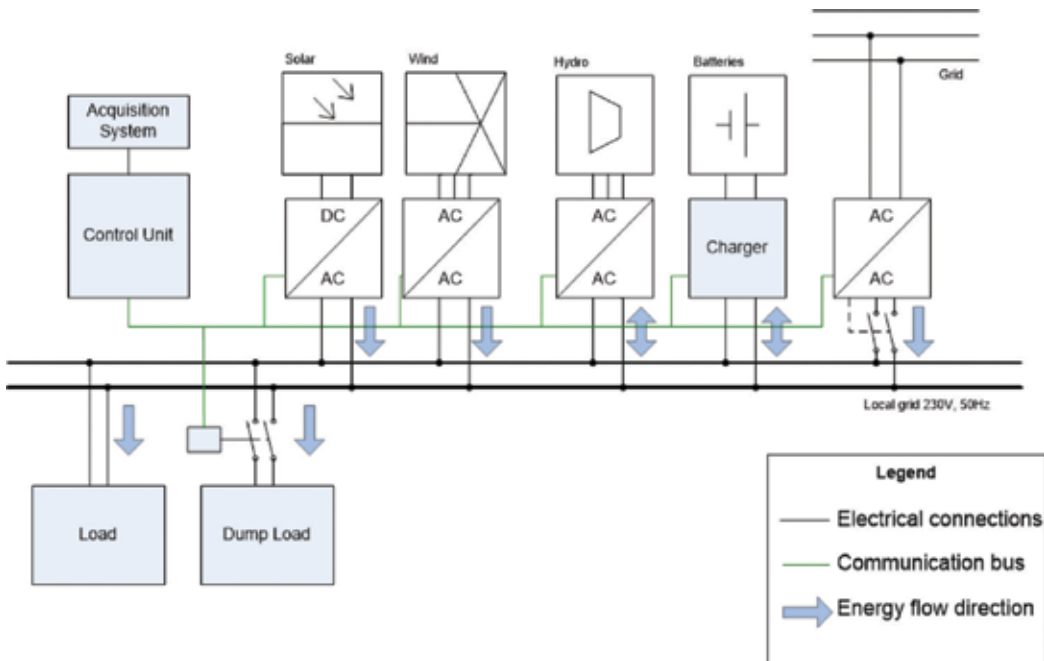 Solar
Wind
Hydro
Batteries
Grid
Acquisition
System
Control Unit
DC
AC
AC
AC
AC
AC
Charger
AC
AC
Local grid 230V, 50Hz
Load
Dump Load
Legend
Electrical connections
Communication bus
Energy flow direction